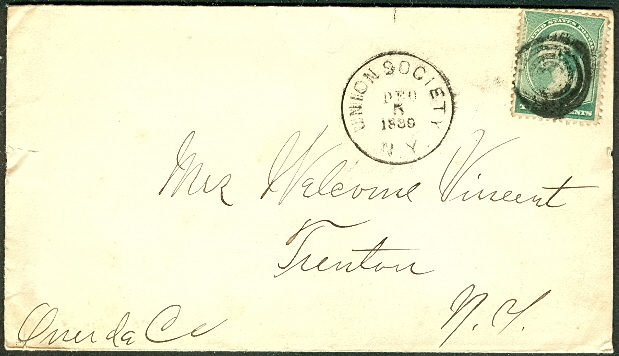 UNION SOCIETY
DEC
5
1889
N.Y.
Mrs Welcome Vincent
Trenton
N.Y.
Oneida Co